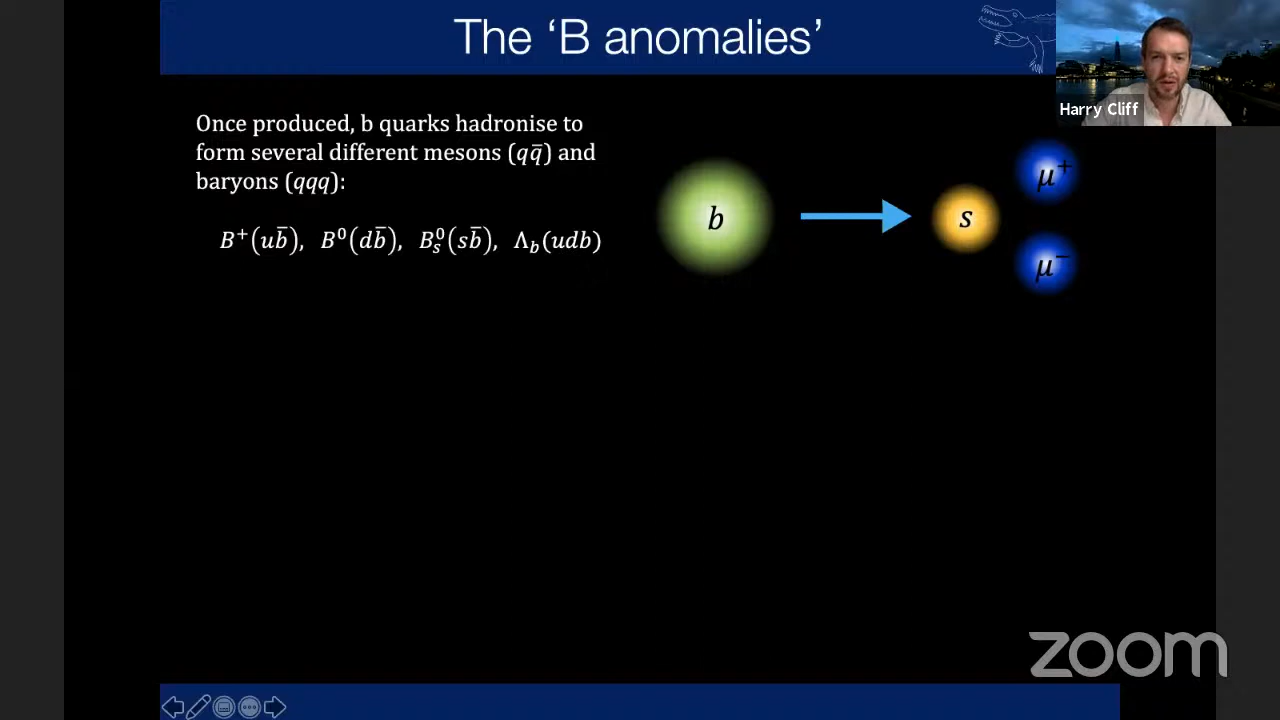 The ‘B anomalies’
Harry Cliff
Once produced, b quarks hadronise to
form several different mesons (qq̄) and
baryons (qqq):
B⁺(ub̄), B⁰(db̄), B⁰ₛ(sb̄), Λ_b(udb)
b
s
μ⁺
μ⁻
zoom